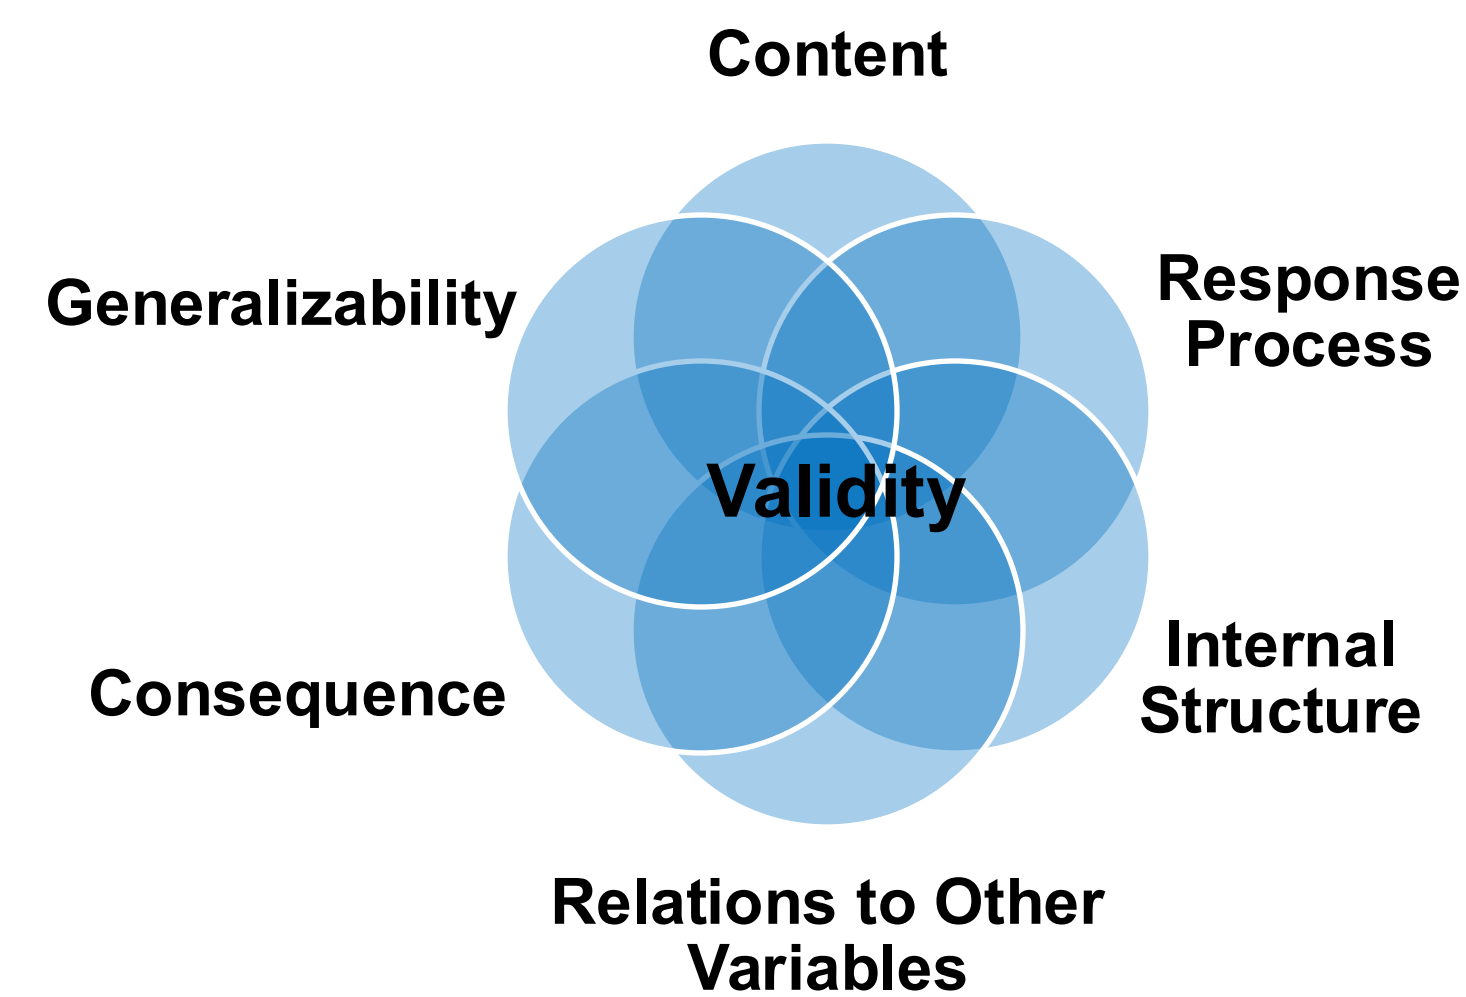 Content
Generalizability
Response
Process
Validity
Consequence
Internal
Structure
Relations to Other
Variables